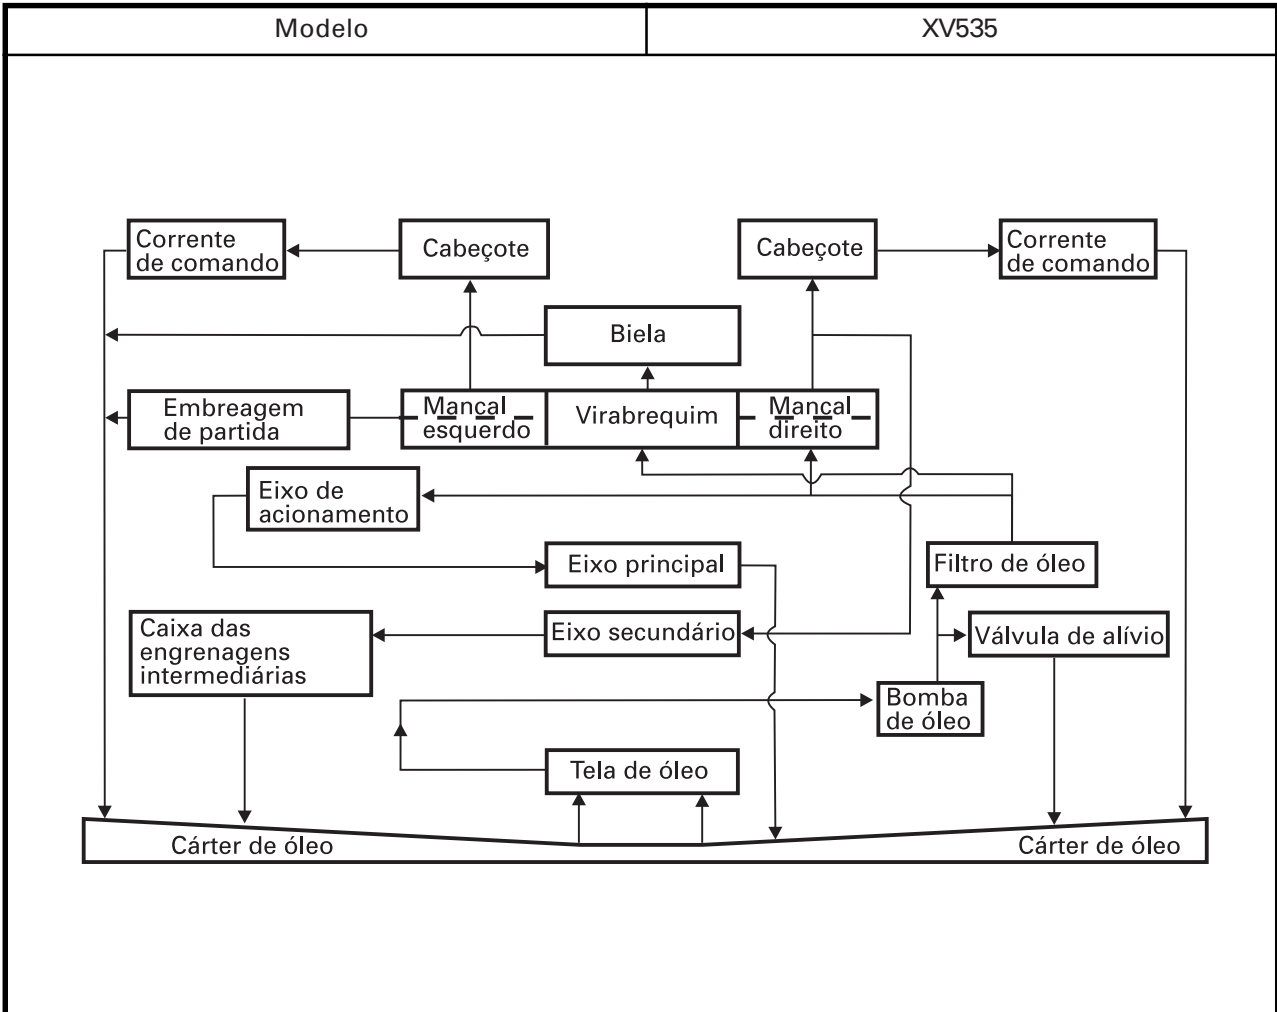 Modelo
XV535
Corrente
de comando
Cabeçote
Cabeçote
Corrente
de comando
Biela
Embreagem
de partida
Mancal
esquerdo
Virabrequim
Mancal
direito
Eixo de
acionamento
Eixo principal
Filtro de óleo
Caixa das
engrenagens
intermediárias
Eixo secundário
Válvula de alívio
Bomba
de óleo
Tela de óleo
Cárter de óleo
Cárter de óleo